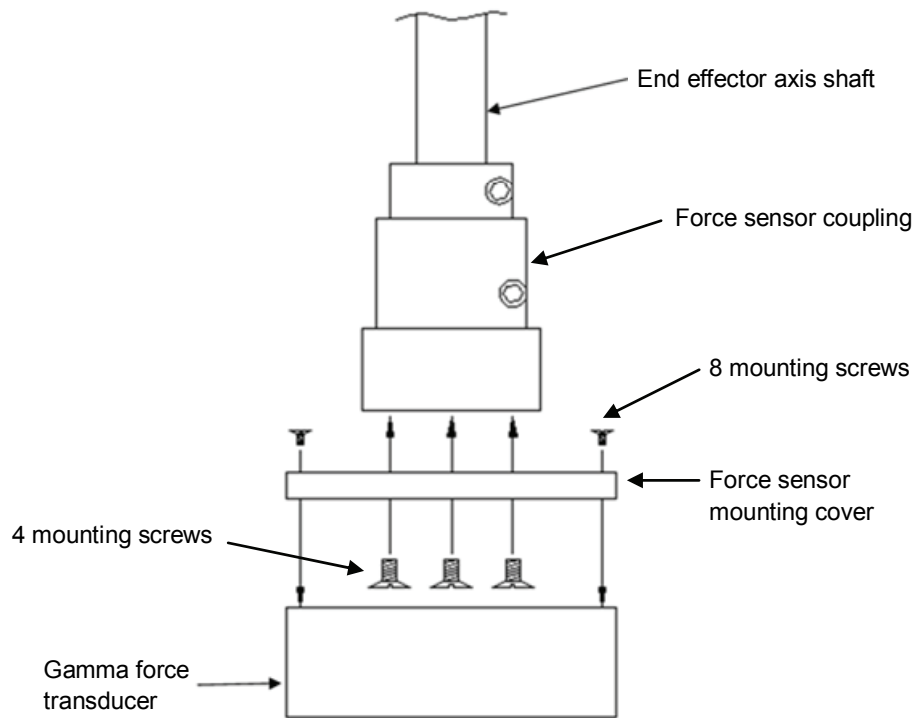 End effector axis shaft
Force sensor coupling
8 mounting screws
Force sensor
mounting cover
4 mounting screws
Gamma force
transducer